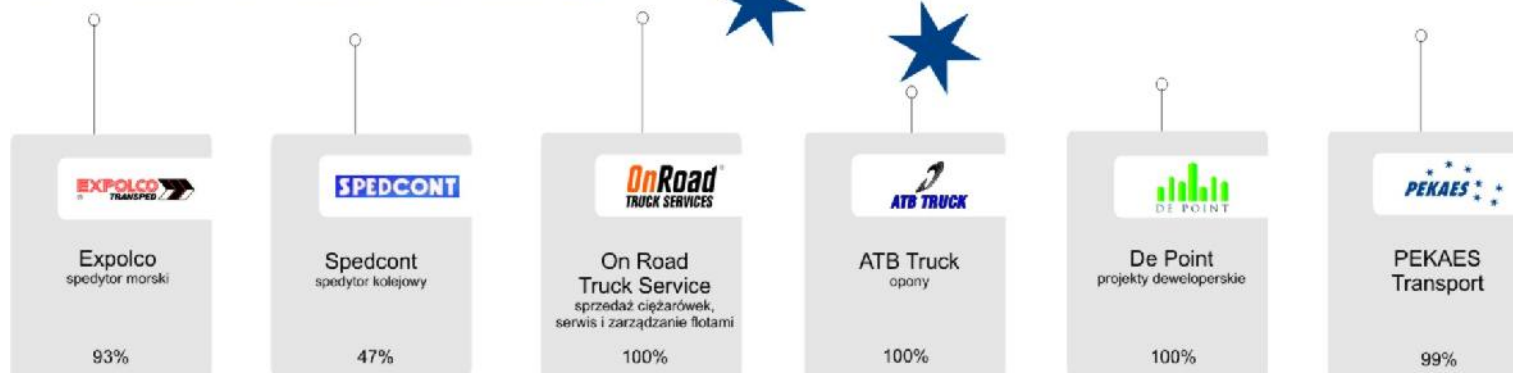 EXPOLCO
TRANSPED
Expolco
spedytor morski
93%
SPEDCONT
Spedcont
spedytor kolejowy
47%
OnRoad
TRUCK SERVICES
On Road
Truck Service
sprzedaż ciężarówek,
serwis i zarządzanie flotami
100%
ATB TRUCK
ATB Truck
opony
100%
DE POINT
De Point
projekty deweloperskie
100%
PEKAES
PEKAES
Transport
99%